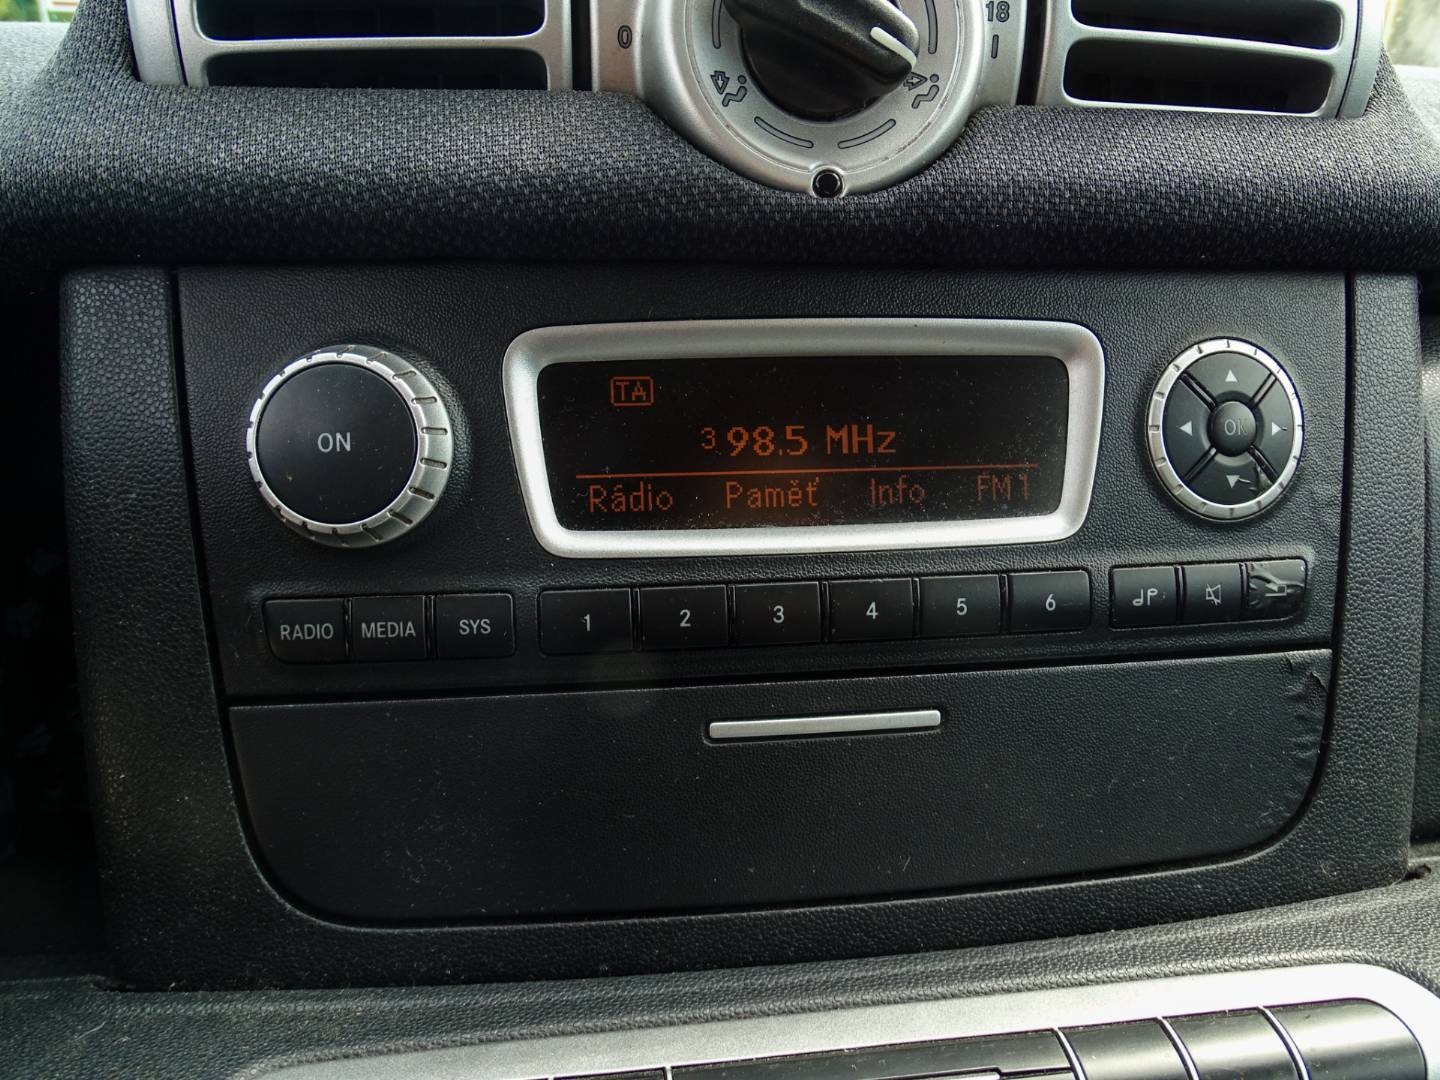 0 18
TA
ON
3 98.5 MHz
OK
Rádio Paměť Info FM1
RADIO MEDIA SYS 1 2 3 4 5 6